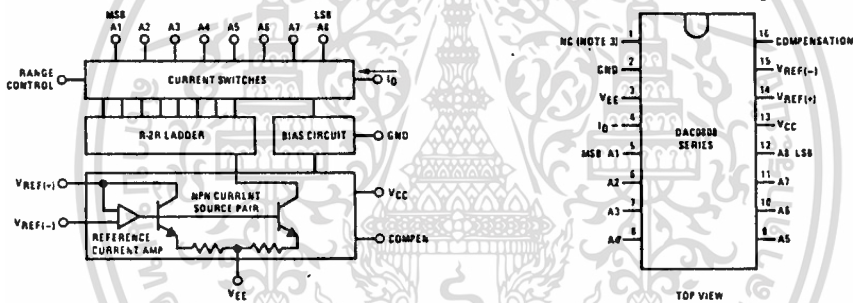 MSB LSB
A1 A2 A3 A4 A5 A6 A7 A8
RANGE
CONTROL
CURRENT SWITCHES
IO
R-2R LADDER
BIAS CIRCUIT
GND
VREF(+)
NPN CURRENT
SOURCE PAIR
VCC
VREF(-)
REFERENCE
CURRENT AMP
COMPEN
VEE
NC (NOTE 3) 1
GND 2
VEE 3
IO 4
MSB A1 5
A2 6
A3 7
A4 8
DAC0808
SERIES
16 COMPENSATION
15 VREF(-)
14 VREF(+)
13 VCC
12 A8 LSB
11 A7
10 A6
9 A5
TOP VIEW